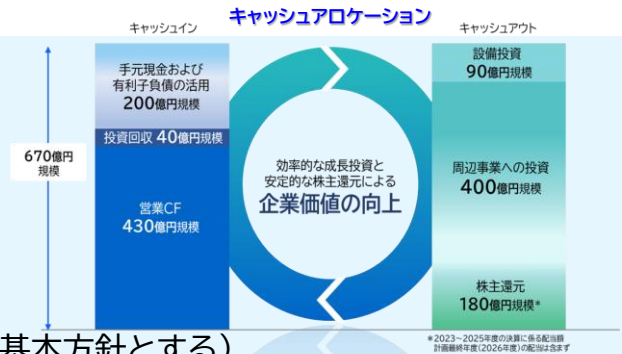 キャッシュアロケーション
キャッシュイン
キャッシュアウト
手元現金および
有利子負債の活用
200億円規模
投資回収 40億円規模
営業CF
430億円規模
670億円
規模
効率的な成長投資と
安定的な株主還元による
企業価値の向上
設備投資
90億円規模
周辺事業への投資
400億円規模
株主還元
180億円規模*
*2023~2025年度の決算に係る配当額
計画最終年度(2026年度)の配当は含まず
基本方針とする)